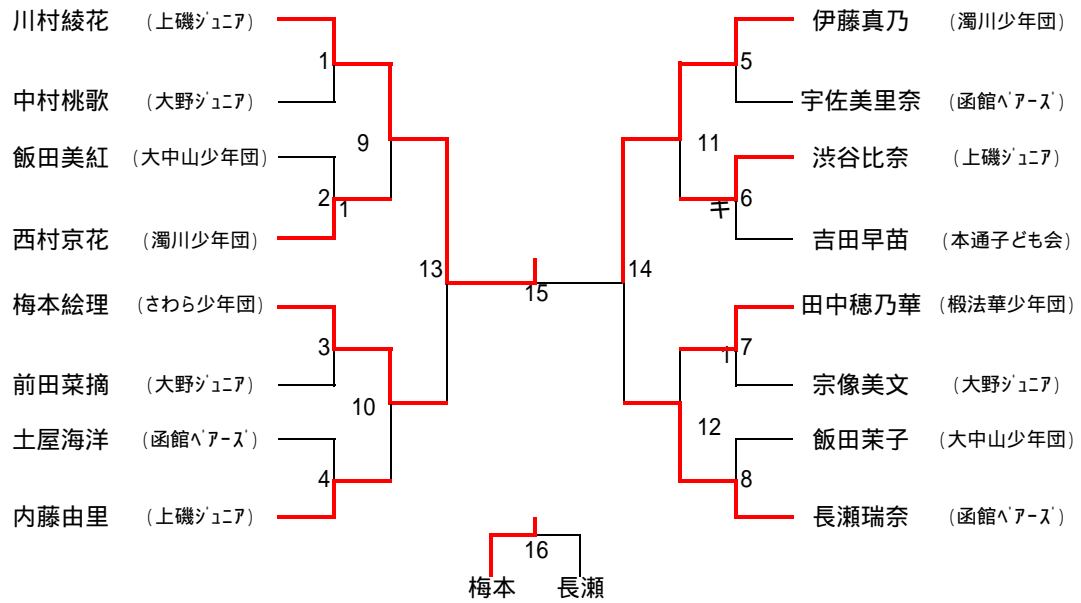 川村綾花 (上磯ジュニア)
1
中村桃歌 (大野ジュニア)
9
飯田美紅 (大中山少年団)
2
1
西村京花 (濁川少年団)
13
梅本絵理 (さわら少年団)
3
前田菜摘 (大野ジュニア)
10
土屋海洋 (函館ベアーズ)
4
内藤由里 (上磯ジュニア)
15
伊藤真乃 (濁川少年団)
5
宇佐美里奈 (函館ベアーズ)
11
渋谷比奈 (上磯ジュニア)
6
キ
吉田早苗 (本通子ども会)
14
田中穂乃華 (椴法華少年団)
1
7
宗像美文 (大野ジュニア)
12
飯田茉子 (大中山少年団)
8
長瀬瑞奈 (函館ベアーズ)
16
梅本 長瀬